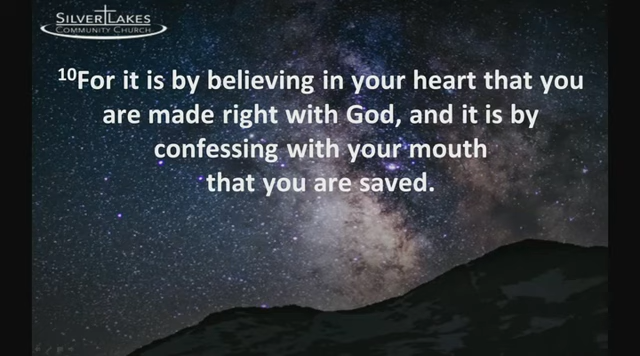 SILVER LAKES
COMMUNITY CHURCH
10For it is by believing in your heart that you
are made right with God, and it is by
confessing with your mouth
that you are saved.